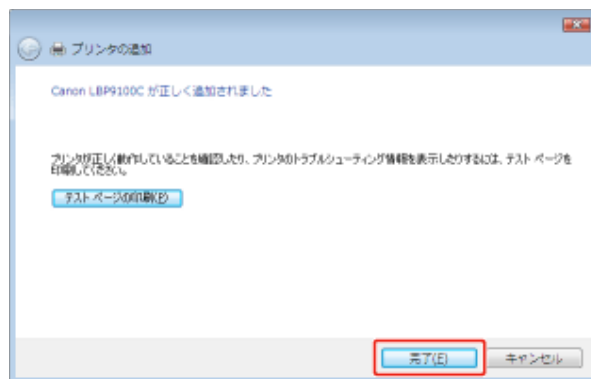 プリンタの追加
Canon LBP9100C が正しく追加されました
プリンタが正しく動作していることを確認したり、プリンタのトラブルシューティング情報を表示したりするには、テスト ページを
印刷してください。
テスト ページの印刷(P)
完了(F)
キャンセル